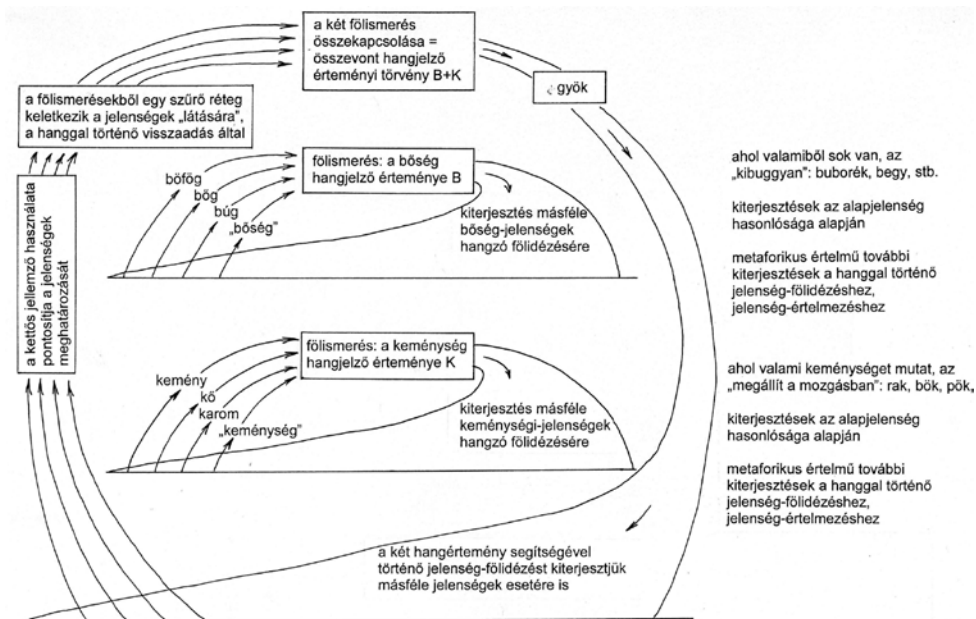 a két fölismerés
összekapcsolása =
összevont hangjelző
érteményi törvény B+K
gyök
a fölismerésekből egy szűrő réteg
keletkezik a jelenségek „látására”,
a hanggal történő visszaadás által
a kettős jellemző használata
pontosítja a jelenségek
meghatározását
böfög
bőg
búg
„bőség”
fölismerés: a bőség
hangjelző érteménye B
kiterjesztés másféle
bőség-jelenségek
hangzó fölidézésére
ahol valamiből sok van, az
„kibuggyan”: buborék, begy, stb.
kiterjesztések az alapjelenség
hasonlósága alapján
metaforikus értelmű további
kiterjesztések a hanggal történő
jelenség-fölidézéshez,
jelenség-értelmezéshez
kemény
kő
karom
„keménység”
fölismerés: a keménység
hangjelző érteménye K
kiterjesztés másféle
keménységi-jelenségek
hangzó fölidézésére
ahol valami keménységet mutat, az
„megállít a mozgásban”: rak, bök, pök,
kiterjesztések az alapjelenség
hasonlósága alapján
metaforikus értelmű további
kiterjesztések a hanggal történő
jelenség-fölidézéshez,
jelenség-értelmezéshez
a két hangértemény segítségével
történő jelenség-fölidézést kiterjesztjük
másféle jelenségek esetére is